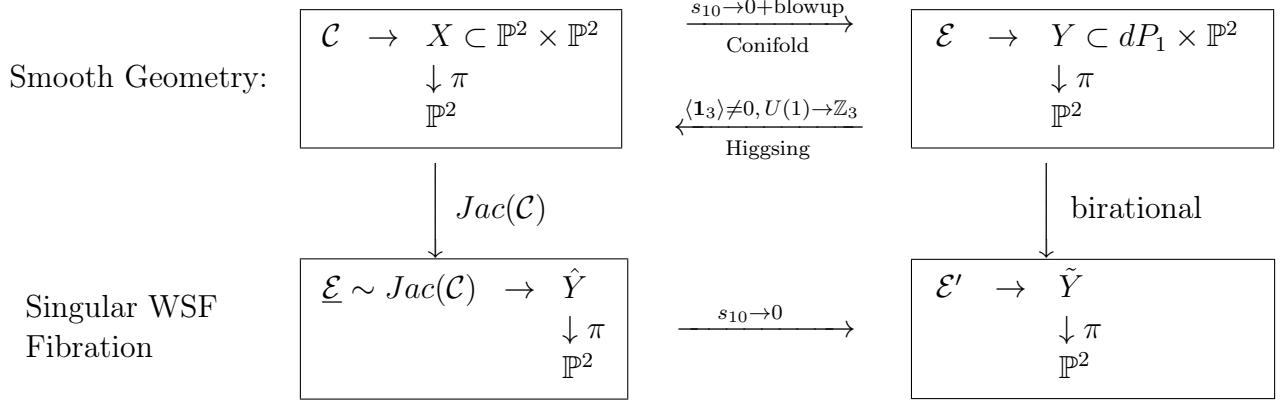 𝒞 → X ⊂ ℙ² × ℙ²
s₁₀→0+blowup
ℰ → Y ⊂ dP₁ × ℙ²
Smooth Geometry:
↓ π
Conifold
↓ π
ℙ²
⟨𝟏₃⟩≠0, U(1)→ℤ₃
ℙ²
Higgsing
Jac(𝒞)
birational
ℰ̲ ∼ Jac(𝒞) → Ŷ
ℰ′ → Ỹ
Singular WSF
↓ π
s₁₀→0
↓ π
Fibration
ℙ²
ℙ²